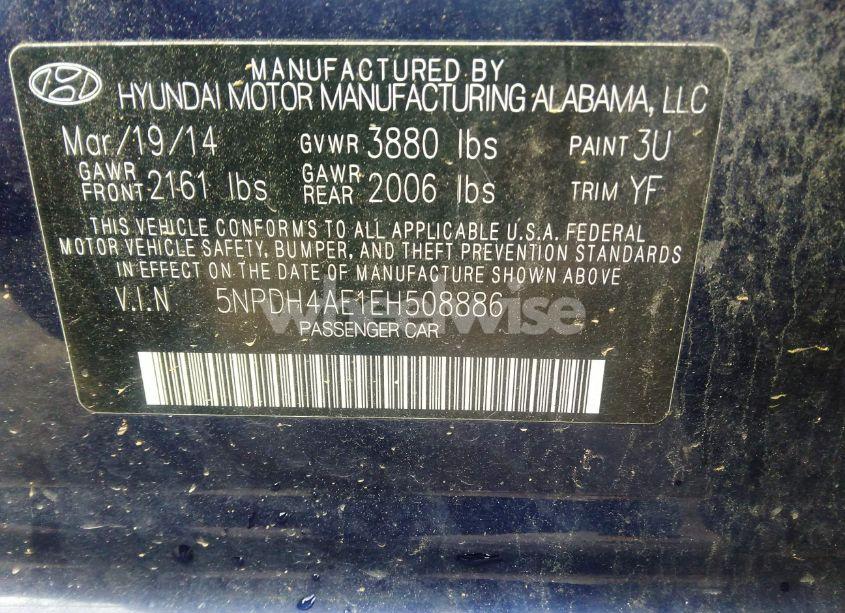 MANUFACTURED BY
HYUNDAI MOTOR MANUFACTURING ALABAMA, LLC
Mar/19/14 GVWR 3880 lbs PAINT 3U
GAWR FRONT 2161 lbs GAWR REAR 2006 lbs TRIM YF
THIS VEHICLE CONFORMS TO ALL APPLICABLE U.S.A. FEDERAL
MOTOR VEHICLE SAFETY, BUMPER, AND THEFT PREVENTION STANDARDS
IN EFFECT ON THE DATE OF MANUFACTURE SHOWN ABOVE
V.I.N 5NPDH4AE1EH508886
wheelwise
PASSENGER CAR